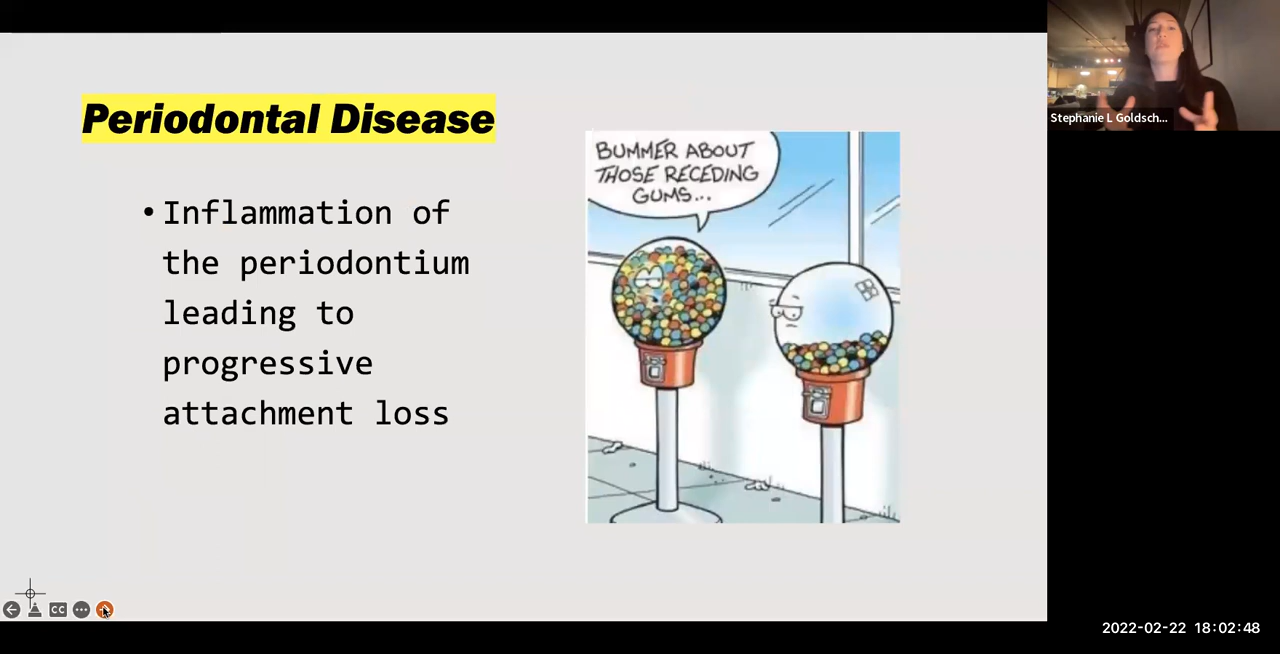 Periodontal Disease
• Inflammation of
the periodontium
leading to
progressive
attachment loss
BUMMER ABOUT
THOSE RECEDING
GUMS...
Stephanie L Goldsch...
CC
2022-02-22 18:02:48